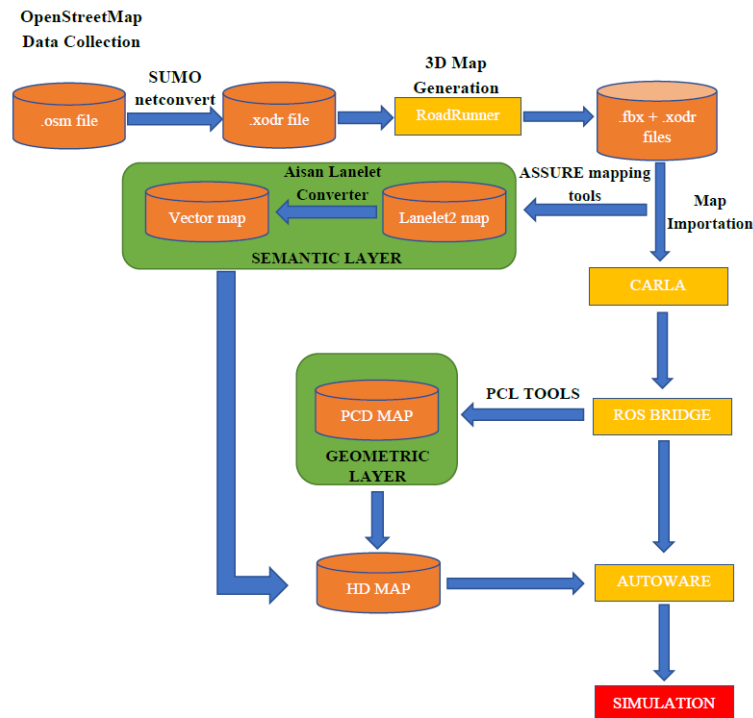 OpenStreetMap
Data Collection
SUMO
netconvert
3D Map
Generation
.osm file
.xodr file
RoadRunner
.fbx + .xodr
files
Aisan Lanelet
Converter
ASSURE mapping
tools
Map
Importation
Vector map
Lanelet2 map
SEMANTIC LAYER
CARLA
PCL TOOLS
PCD MAP
ROS BRIDGE
GEOMETRIC
LAYER
HD MAP
AUTOWARE
SIMULATION